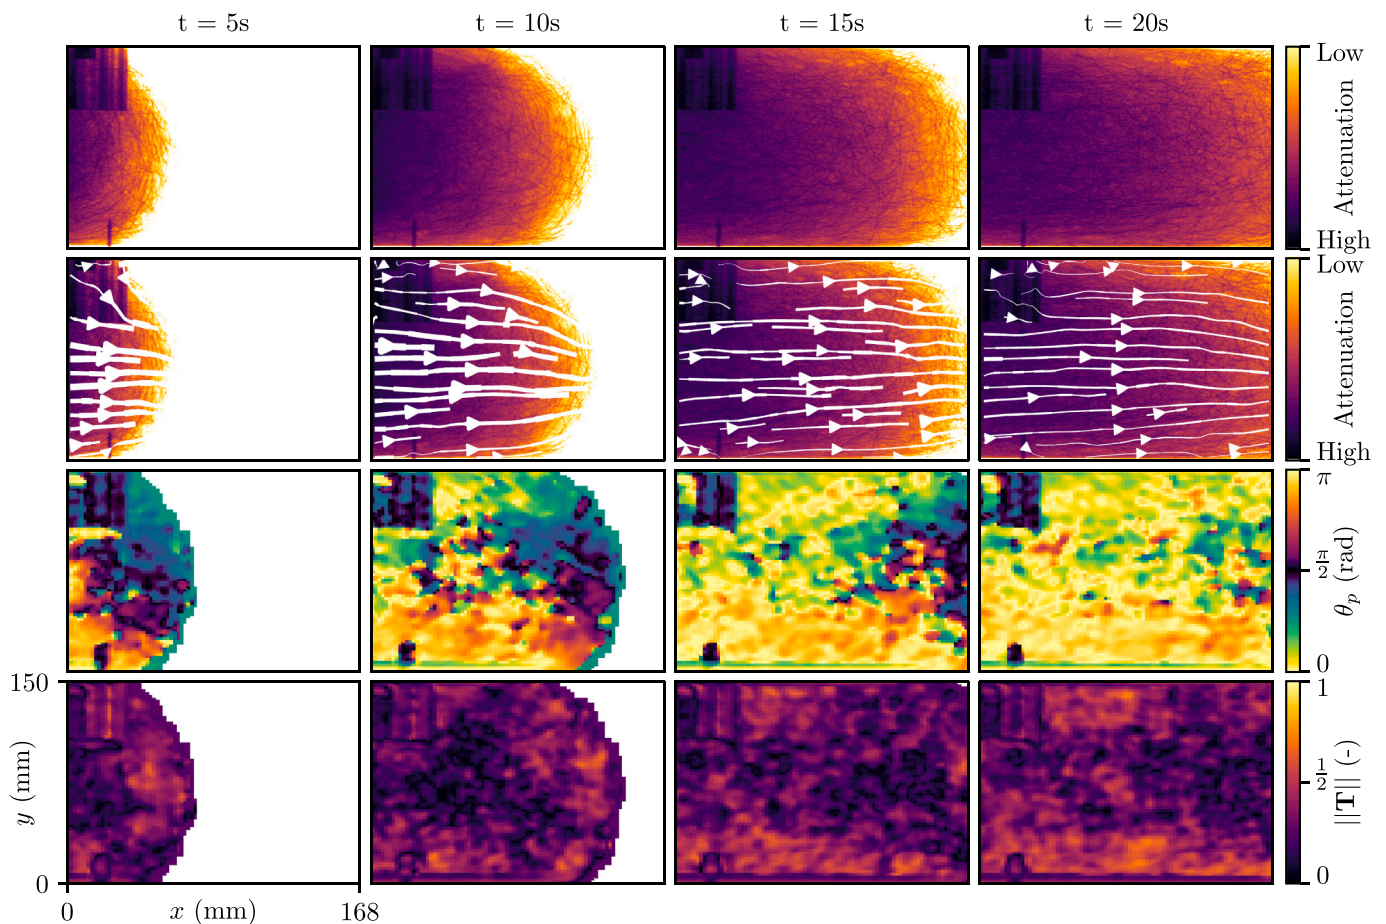 t = 5s
t = 10s
t = 15s
t = 20s
Low
Attenuation
High
Low
Attenuation
High
π
π/2
θ_p (rad)
0
150
y (mm)
0
1
1/2
||T|| (-)
0
0
x (mm)
168